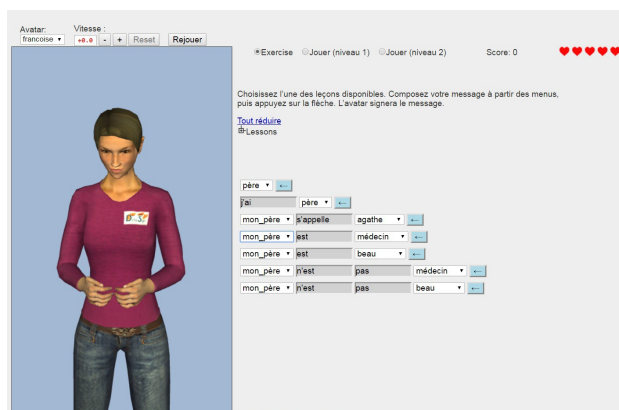 Avatar: Vitesse :
francoise +0.0 - + Reset Rejouer
Exercise Jouer (niveau 1) Jouer (niveau 2) Score: 0
Choisissez l'une des leçons disponibles. Composez votre message à partir des menus,
puis appuyez sur la flèche. L'avatar signera le message.
Tout réduire
Lessons
père ←
j'ai père ←
mon_père s'appelle agathe ←
mon_père est médecin ←
mon_père est beau ←
mon_père n'est pas médecin ←
mon_père n'est pas beau ←